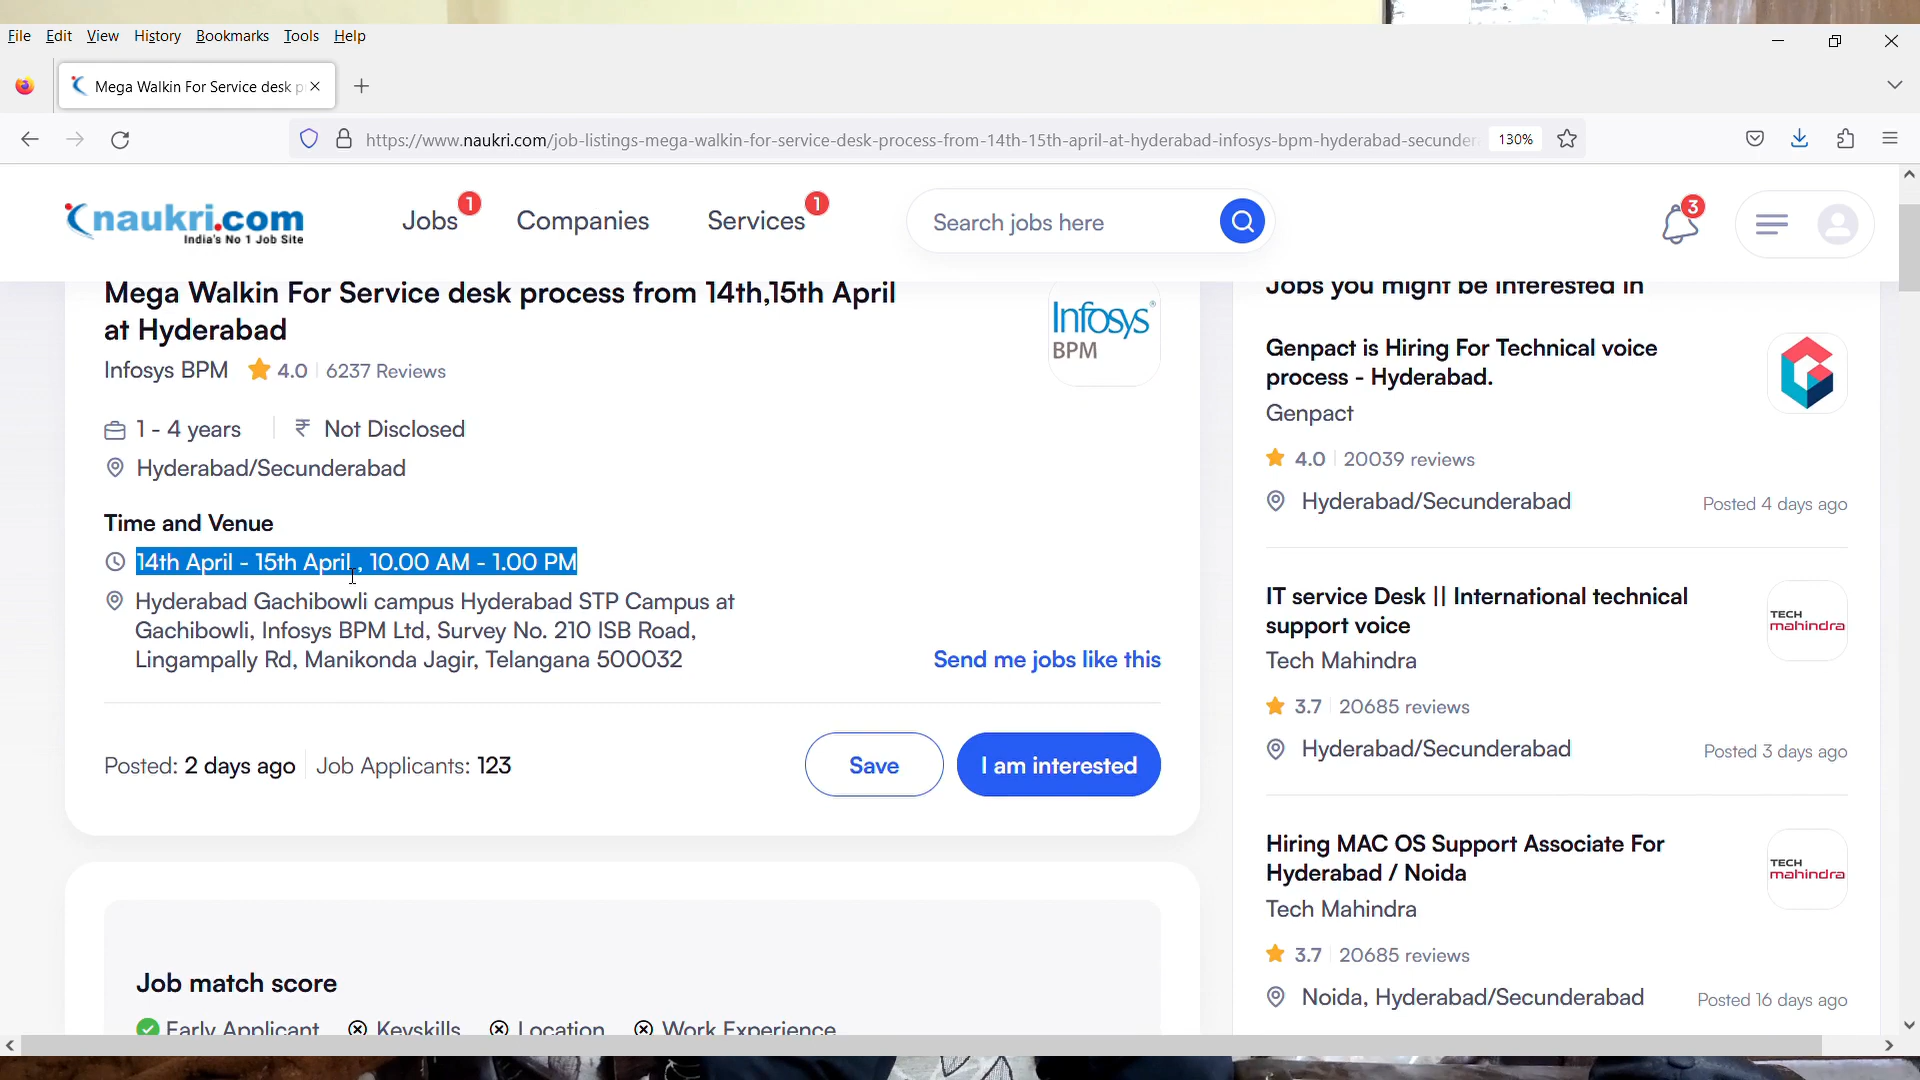 File Edit View History Bookmarks Tools Help
Mega Walkin For Service desk p
https://www.naukri.com/job-listings-mega-walkin-for-service-desk-process-from-14th-15th-april-at-hyderabad-infosys-bpm-hyderabad-secunder
130%
naukri.com
India's No 1 Job Site
Jobs 1
Companies
Services 1
Search jobs here
3
Mega Walkin For Service desk process from 14th,15th April
at Hyderabad
Infosys BPM 4.0 6237 Reviews
Infosys®
BPM
1 - 4 years ₹ Not Disclosed
Hyderabad/Secunderabad
Time and Venue
14th April - 15th April , 10.00 AM - 1.00 PM
Hyderabad Gachibowli campus Hyderabad STP Campus at
Gachibowli, Infosys BPM Ltd, Survey No. 210 ISB Road,
Lingampally Rd, Manikonda Jagir, Telangana 500032
Send me jobs like this
Posted: 2 days ago Job Applicants: 123
Save
I am interested
Job match score
Early Applicant Keyskills Location Work Experience
Jobs you might be interested in
Genpact is Hiring For Technical voice
process - Hyderabad.
Genpact
4.0 20039 reviews
Hyderabad/Secunderabad
Posted 4 days ago
IT service Desk || International technical
support voice
Tech Mahindra
TECH
mahindra
3.7 20685 reviews
Hyderabad/Secunderabad
Posted 3 days ago
Hiring MAC OS Support Associate For
Hyderabad / Noida
Tech Mahindra
TECH
mahindra
3.7 20685 reviews
Noida, Hyderabad/Secunderabad
Posted 16 days ago